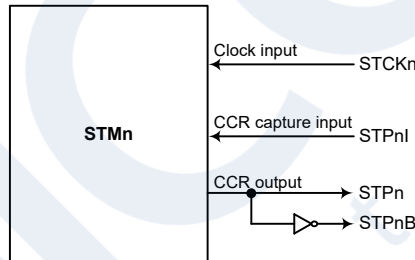 Clock input
STCKn
CCR capture input
STPnI
STMn
CCR output
STPn
STPnB